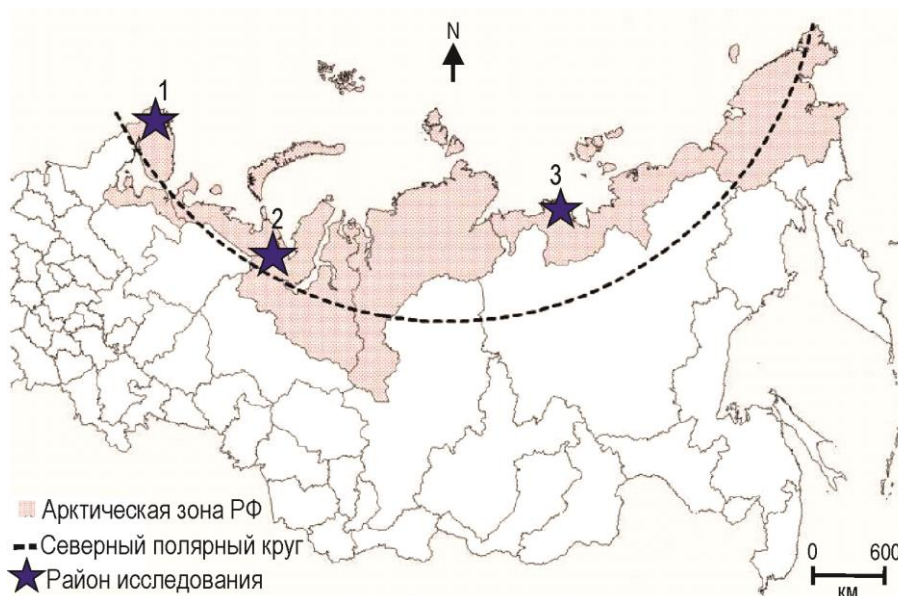 N
1
2
3
Арктическая зона РФ
Северный полярный круг
Район исследования
0 600
км